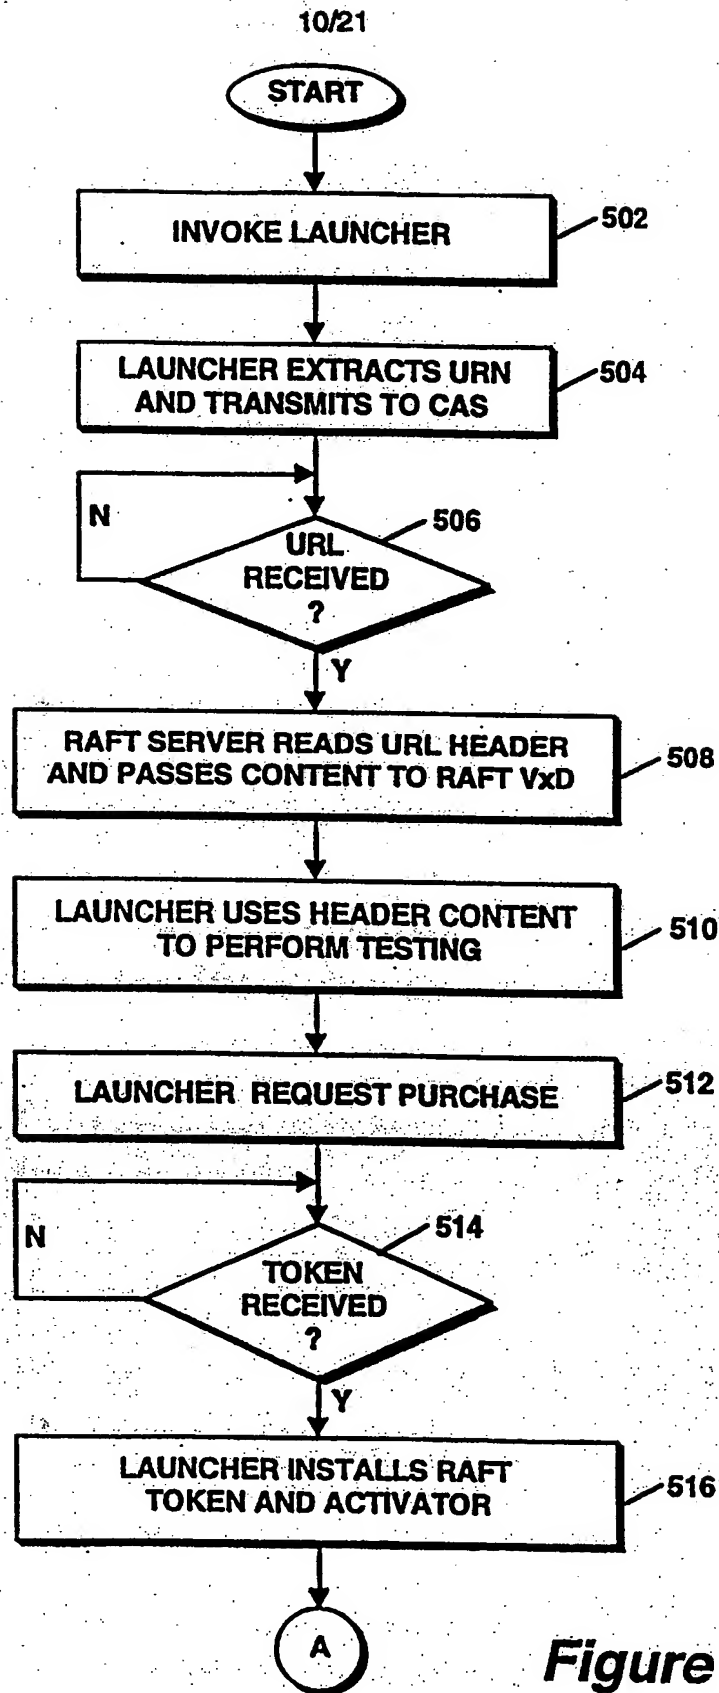 10/21
START
INVOKE LAUNCHER
502
LAUNCHER EXTRACTS URN
AND TRANSMITS TO CAS
504
N
506
URL
RECEIVED
?
Y
RAFT SERVER READS URL HEADER
AND PASSES CONTENT TO RAFT VxD
508
LAUNCHER USES HEADER CONTENT
TO PERFORM TESTING
510
LAUNCHER REQUEST PURCHASE
512
N
514
TOKEN
RECEIVED
?
Y
LAUNCHER INSTALLS RAFT
TOKEN AND ACTIVATOR
516
A
Figure